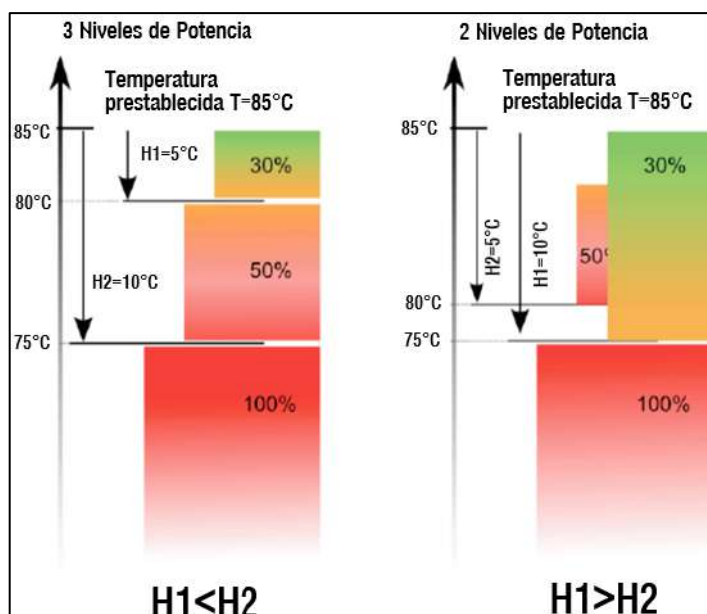 3 Niveles de Potencia
Temperatura
prestablecida T=85°C
85°C
H1=5°C
30%
80°C
50%
H2=10°C
75°C
100%
H1<H2
2 Niveles de Potencia
Temperatura
prestablecida T=85°C
85°C
30%
H2=5°C
H1=10°C
50%
80°C
75°C
100%
H1>H2